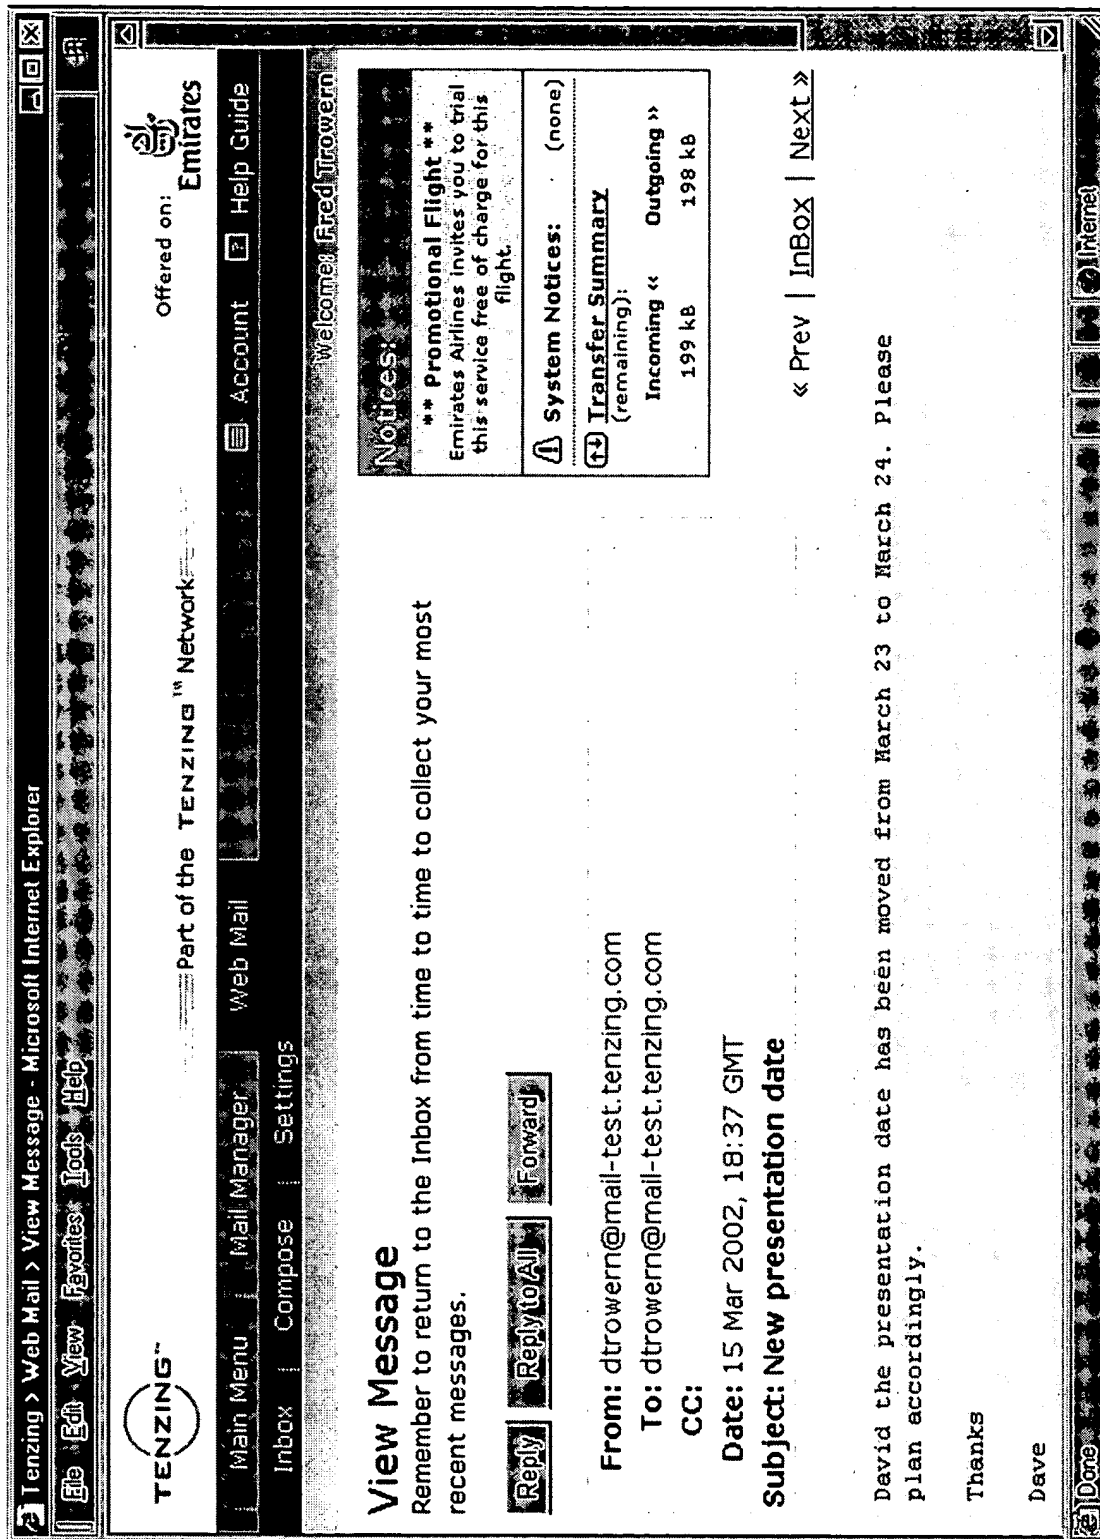 Tenzing > Web Mail > View Message - Microsoft Internet Explorer
File Edit View Favorites Tools Help
TENZING™
Part of the TENZING™ Network
Offered on:
Emirates
Main Menu | Mail Manager Web Mail Account ? Help Guide
Inbox | Compose | Settings
Welcome: Fred Trowern
View Message
Remember to return to the Inbox from time to time to collect your most
recent messages.
Reply Reply to All Forward
Notices:
** Promotional Flight **
Emirates Airlines invites you to trial
this service free of charge for this
flight.
System Notices: (none)
Transfer Summary
(remaining):
Incoming << Outgoing >>
199 kB 198 kB
From: dtrowern@mail-test.tenzing.com
To: dtrowern@mail-test.tenzing.com
CC:
Date: 15 Mar 2002, 18:37 GMT
Subject: New presentation date
« Prev | InBox | Next »
David the presentation date has been moved from March 23 to March 24. Please
plan accordingly.
Thanks
Dave
Done Internet